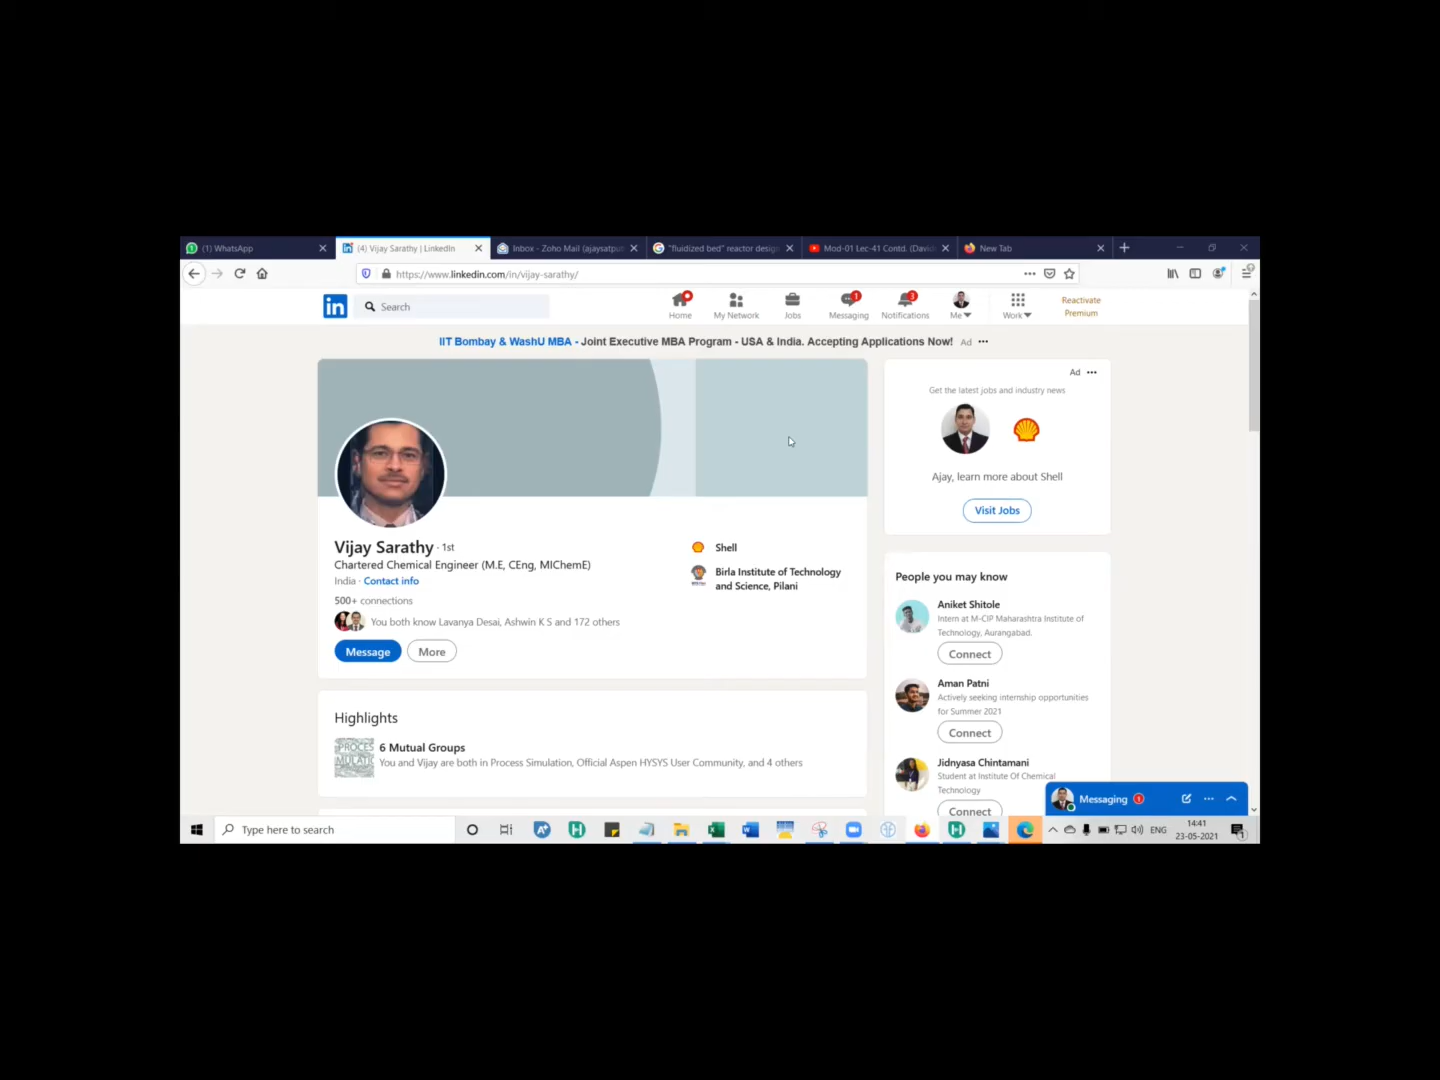 (1) WhatsApp
(4) Vijay Sarathy | LinkedIn
Inbox - Zoho Mail (ajaysatput
"fluidized bed" reactor design
Mod-01 Lec-41 Contd. (David
New Tab
https://www.linkedin.com/in/vijay-sarathy/
in
Search
Home
My Network
Jobs
1
Messaging
3
Notifications
Me
Work
Reactivate
Premium
IIT Bombay & WashU MBA - Joint Executive MBA Program - USA & India. Accepting Applications Now! Ad
Vijay Sarathy · 1st
Chartered Chemical Engineer (M.E, CEng, MIChemE)
India · Contact info
500+ connections
You both know Lavanya Desai, Ashwin K S and 172 others
Message
More
Shell
Birla Institute of Technology
and Science, Pilani
Highlights
PROCES
6 Mutual Groups
You and Vijay are both in Process Simulation, Official Aspen HYSYS User Community, and 4 others
Ad
Get the latest jobs and industry news
Ajay, learn more about Shell
Visit Jobs
People you may know
Aniket Shitole
Intern at M-CIP Maharashtra Institute of
Technology, Aurangabad.
Connect
Aman Patni
Actively seeking internship opportunities
for Summer 2021
Connect
Jidnyasa Chintamani
Student at Institute Of Chemical
Technology
Connect
Messaging 1
Type here to search
ENG
14:41
23-05-2021